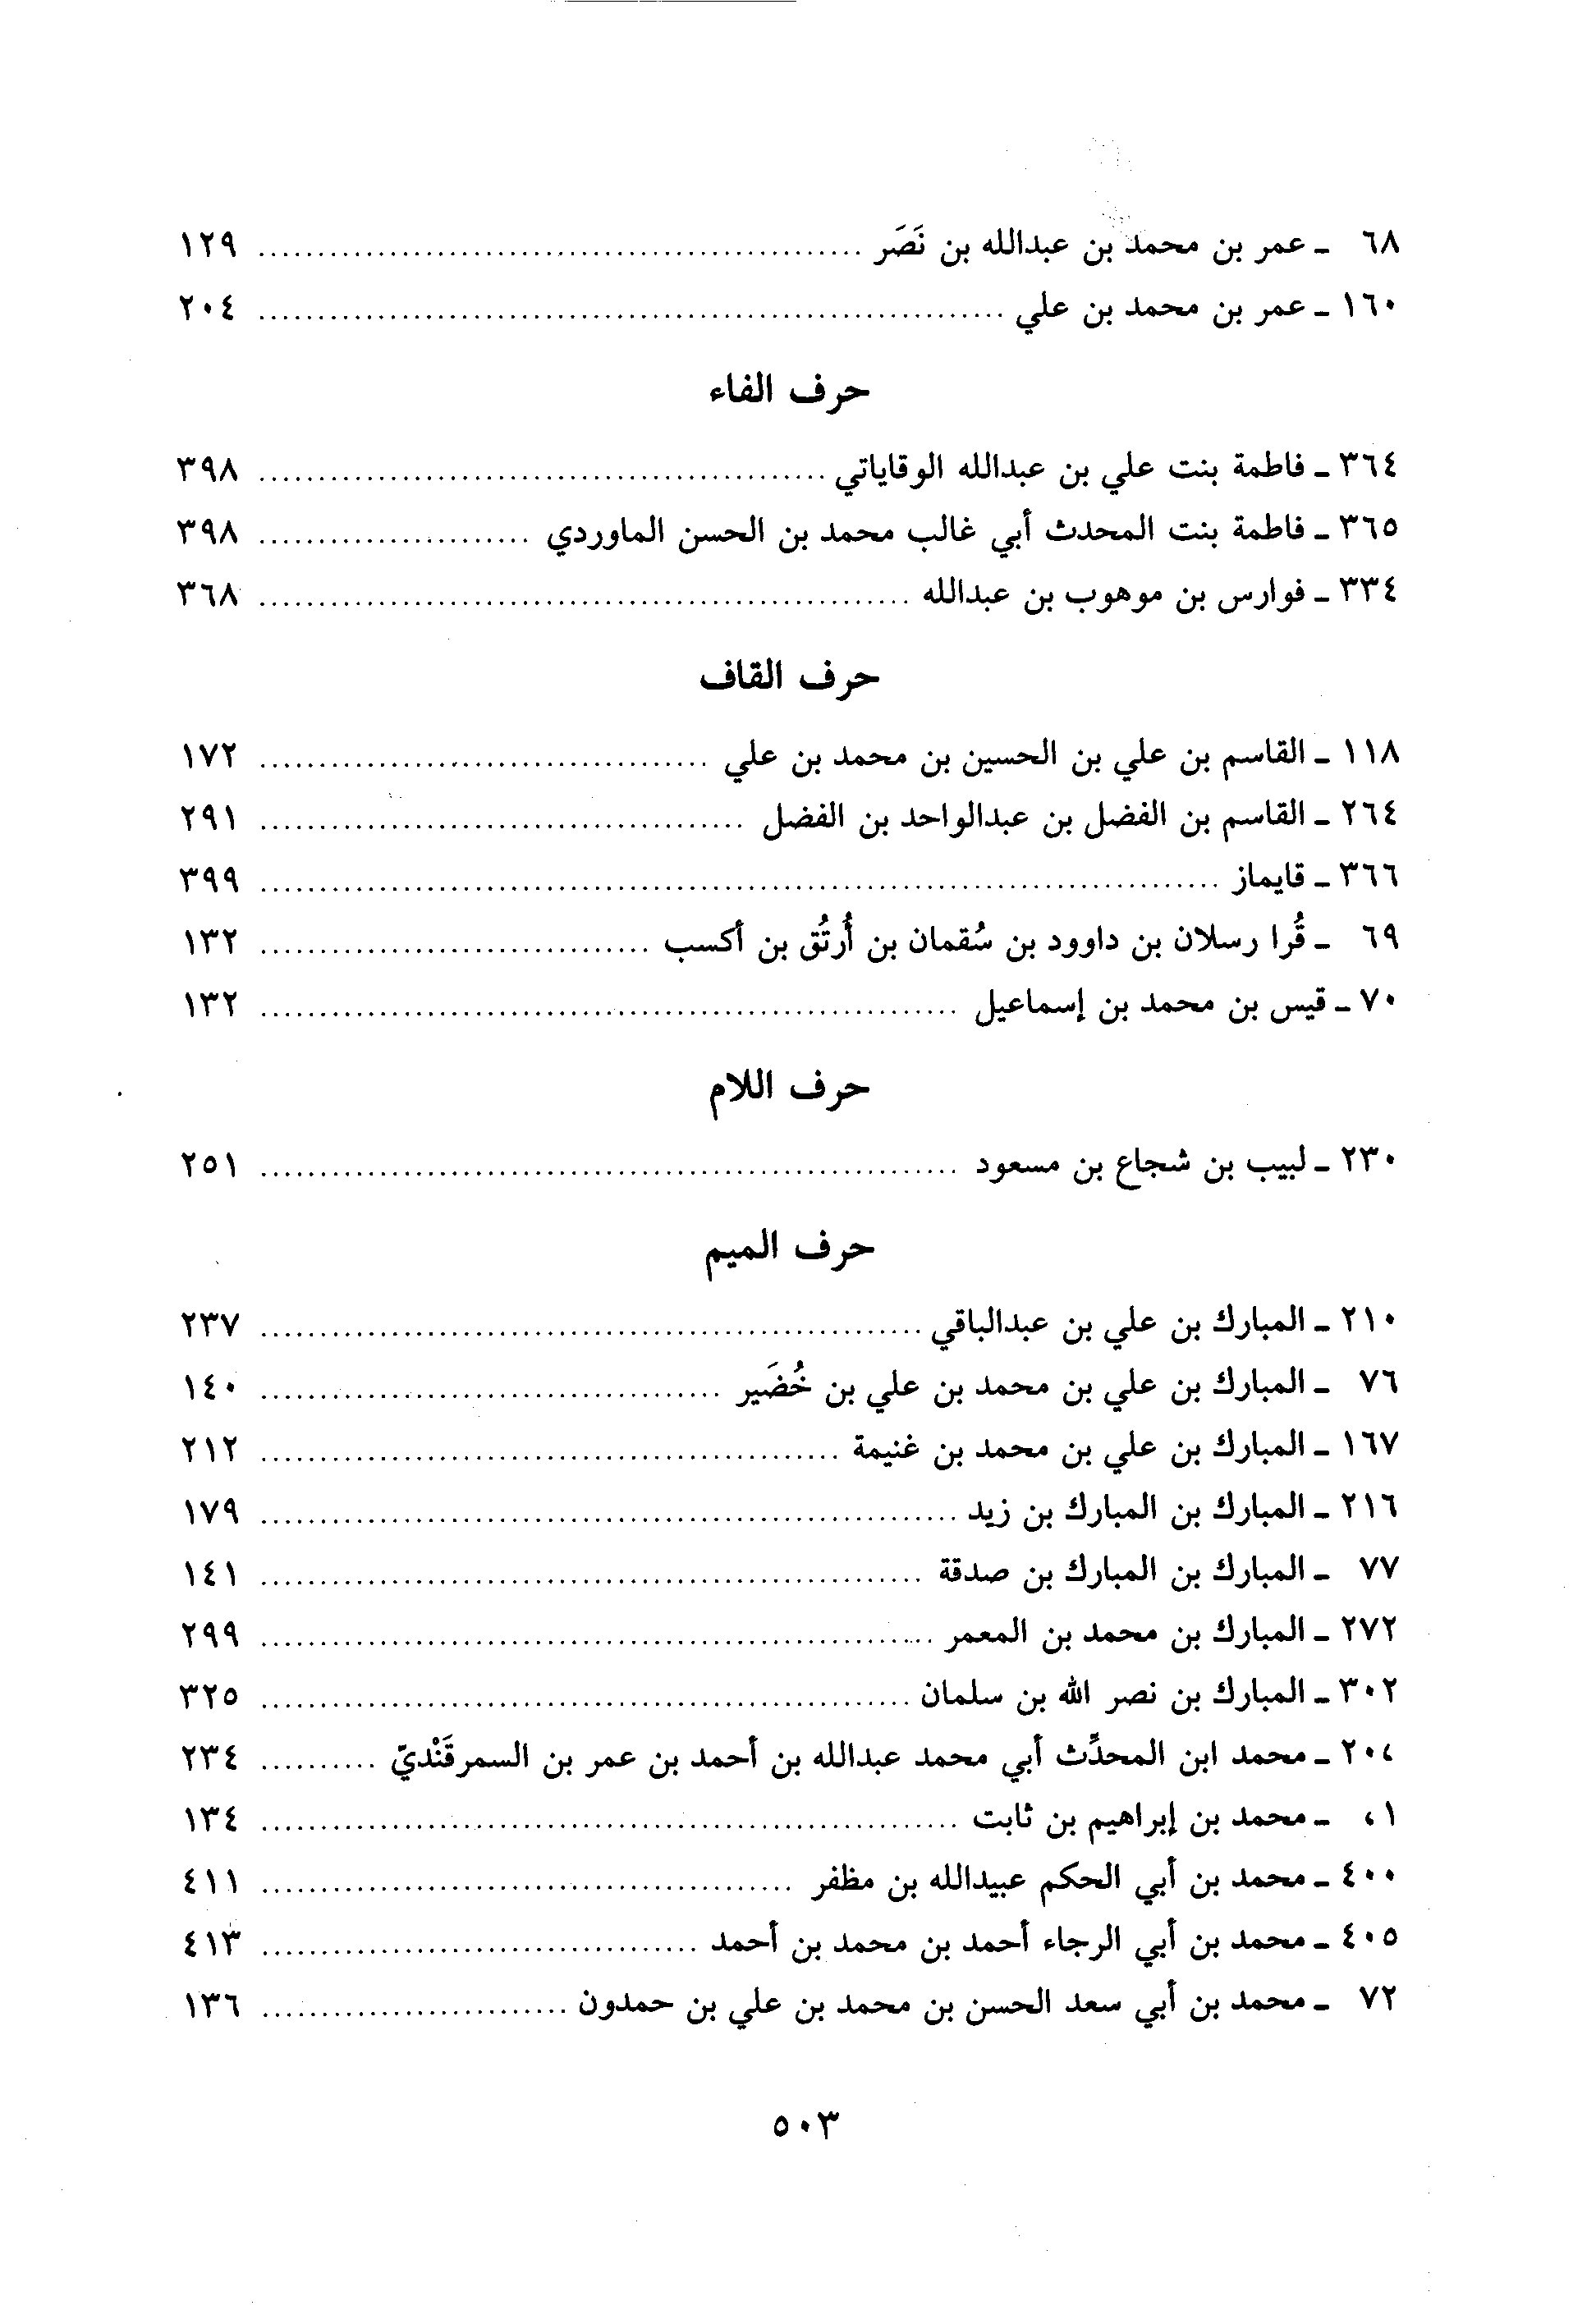 ٦٨ ـ عمر بن محمد بن عبدالله بن نَصَر ........ ١٢٩
١٦٠ ـ عمر بن محمد بن علي ........ ٢٠٤
حرف الفاء
٣٦٤ ـ فاطمة بنت علي بن عبدالله الوقاياتي ........ ٣٩٨
٣٦٥ ـ فاطمة بنت المحدث أبي غالب محمد بن الحسن الماوردي ........ ٣٩٨
٣٣٤ ـ فوارس بن موهوب بن عبدالله ........ ٣٦٨
حرف القاف
١١٨ ـ القاسم بن علي بن الحسين بن محمد بن علي ........ ١٧٢
٢٦٤ ـ القاسم بن الفضل بن عبدالواحد بن الفضل ........ ٢٩١
٣٦٦ ـ قايماز ........ ٣٩٩
٦٩ ـ قُرا رسلان بن داوود بن سُقمان بن أُرتُق بن أكسب ........ ١٣٢
٧٠ ـ قيس بن محمد بن إسماعيل ........ ١٣٢
حرف اللام
٢٣٠ ـ لبيب بن شجاع بن مسعود ........ ٢٥١
حرف الميم
٢١٠ ـ المبارك بن علي بن عبدالباقي ........ ٢٣٧
٧٦ ـ المبارك بن علي بن محمد بن علي بن خُضَير ........ ١٤٠
١٦٧ ـ المبارك بن علي بن محمد بن غنيمة ........ ٢١٢
٢١٦ ـ المبارك بن المبارك بن زيد ........ ١٧٩
٧٧ ـ المبارك بن المبارك بن صدقة ........ ١٤١
٢٧٢ ـ المبارك بن محمد بن المعمر ........ ٢٩٩
٣٠٢ ـ المبارك بن نصر الله بن سلمان ........ ٣٢٥
ـ محمد ابن المحدِّث أبي محمد عبدالله بن أحمد بن عمر بن السمرقَنْديّ ........ ٢٣٤
ـ محمد بن إبراهيم بن ثابت ........ ١٣٤
٤٠٠ ـ محمد بن أبي الحكم عبيدالله بن مظفر ........ ٤١١
٤٠٥ ـ محمد بن أبي الرجاء أحمد بن محمد بن أحمد ........ ٤١٣
٧٢ ـ محمد بن أبي سعد الحسن بن محمد بن علي بن حمدون ........ ١٣٦
٥٠٣